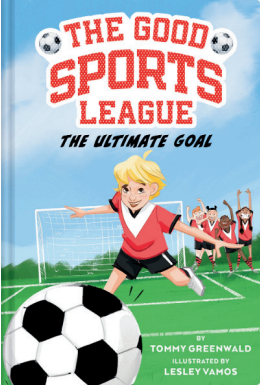 THE GOOD
SPORTS
LEAGUE
THE ULTIMATE GOAL
BY
TOMMY GREENWALD
ILLUSTRATED BY
LESLEY VAMOS